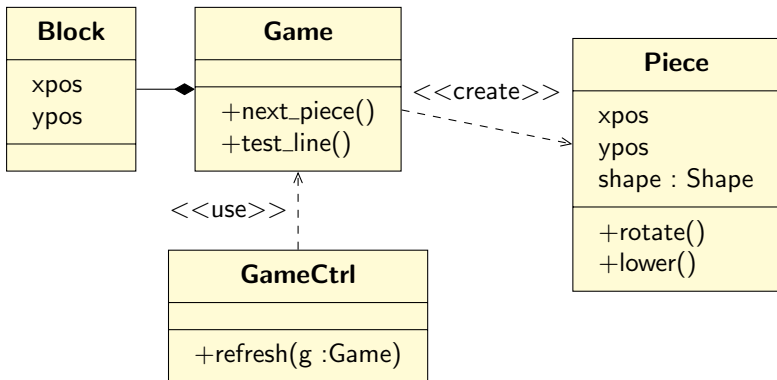 Block
xpos
ypos
Game
+next_piece()
+test_line()
<<create>>
Piece
xpos
ypos
shape : Shape
+rotate()
+lower()
<<use>>
GameCtrl
+refresh(g :Game)